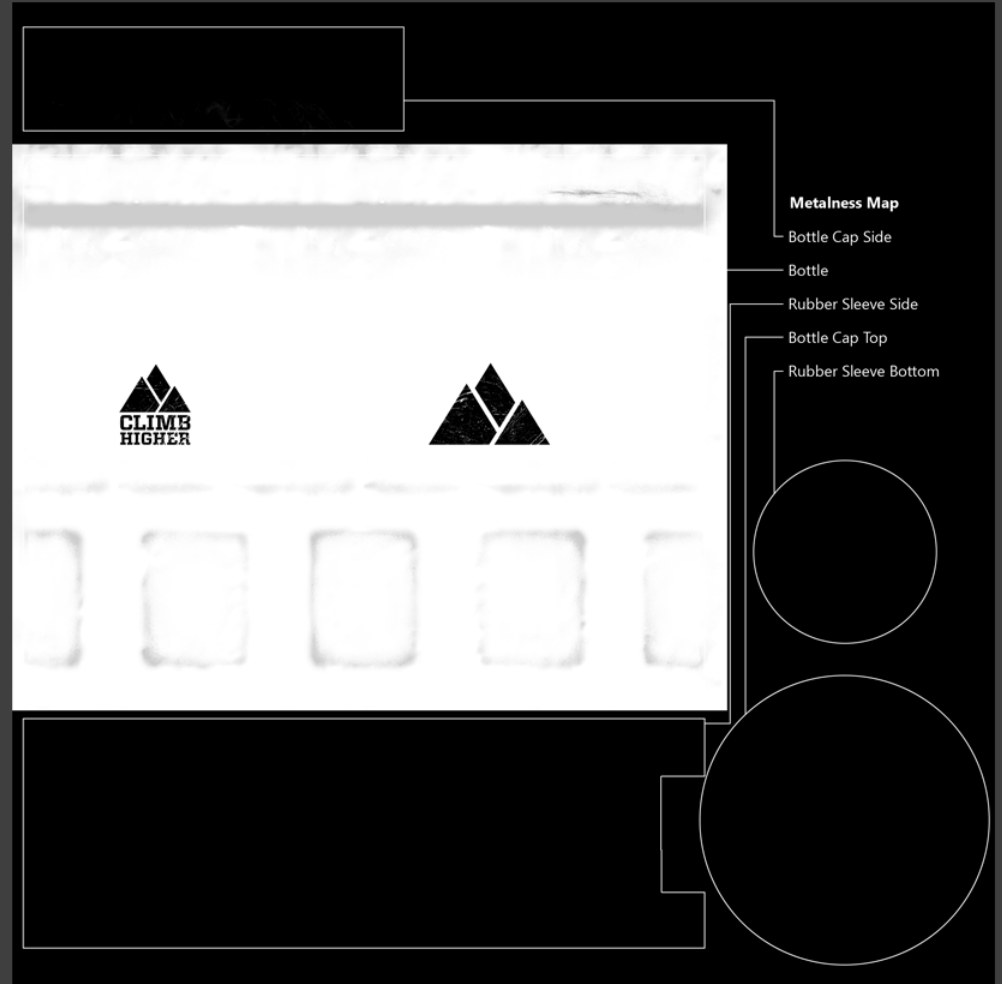 Metalness Map
Bottle Cap Side
Bottle
Rubber Sleeve Side
Bottle Cap Top
Rubber Sleeve Bottom
CLIMB
HIGHER